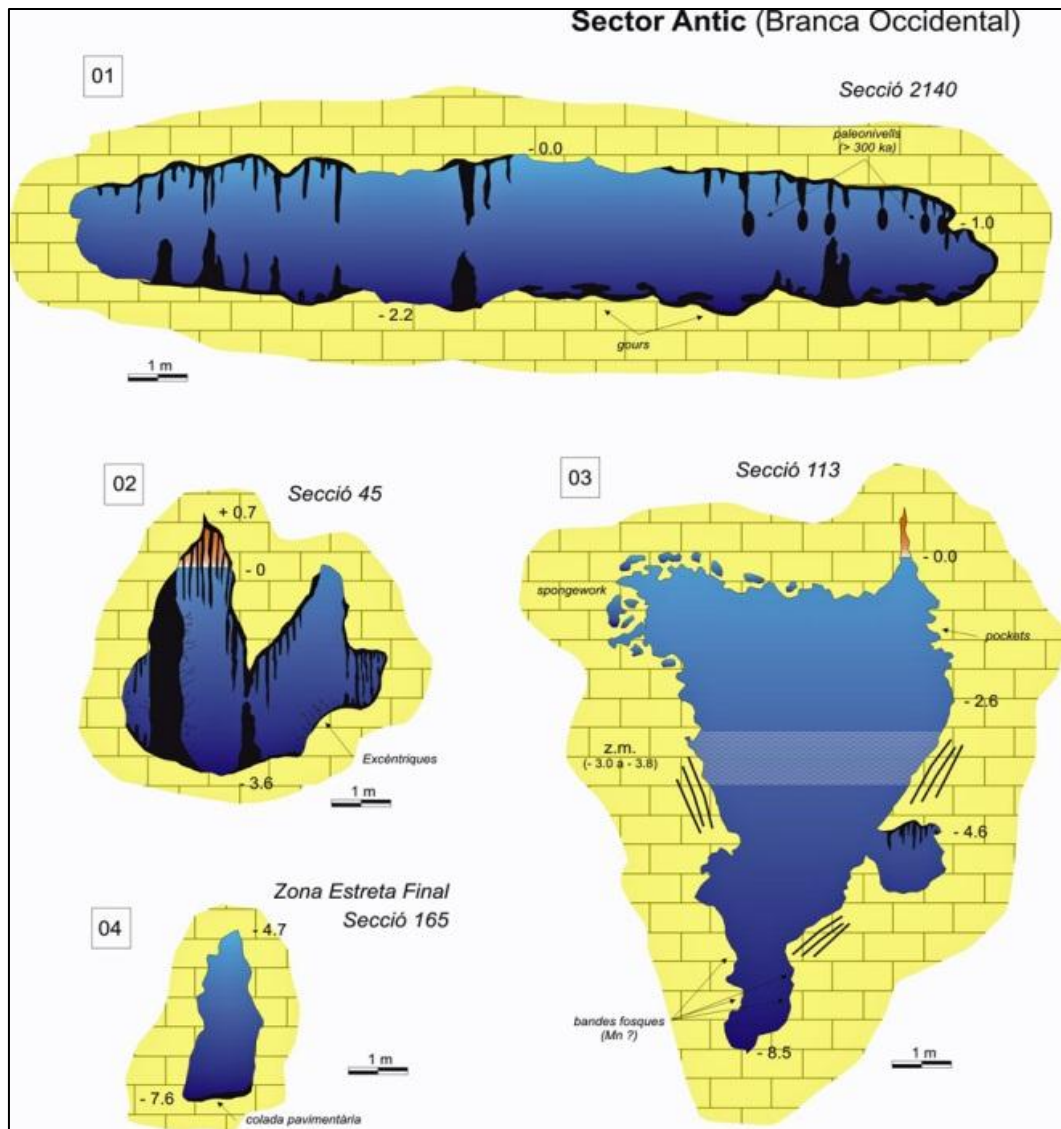 Sector Antic (Branca Occidental)
01
Secció 2140
paleonivells
(> 300 ka)
- 0.0
- 1.0
- 2.2
gours
1 m
02
Secció 45
+ 0.7
- 0
Excèntriques
- 3.6
1 m
03
Secció 113
- 0.0
spongework
pockets
- 2.6
z.m.
(- 3.0 a - 3.8)
- 4.6
bandes fosques
(Mn ?)
- 8.5
1 m
Zona Estreta Final
Secció 165
04
- 4.7
1 m
- 7.6
colada pavimentària